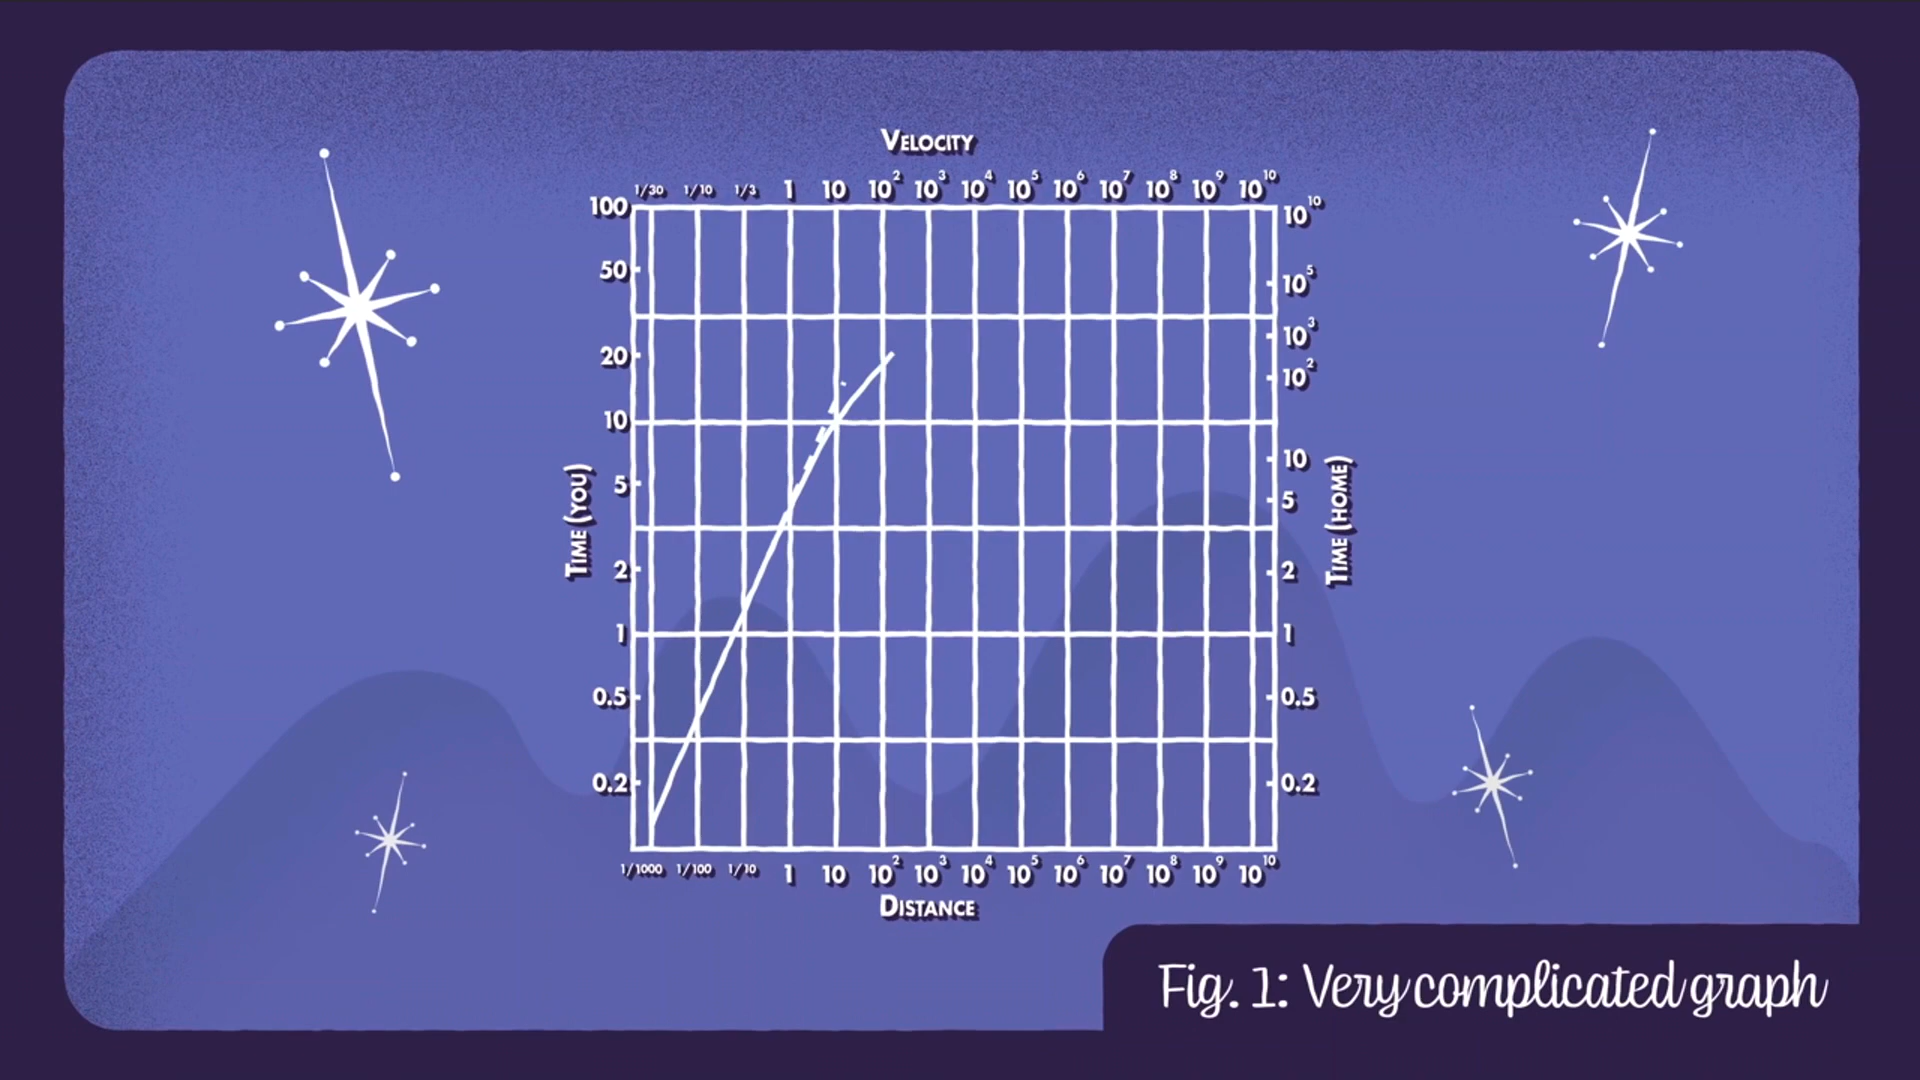 VELOCITY
1/30 1/10 1/3 1 10 10² 10³ 10⁴ 10⁵ 10⁶ 10⁷ 10⁸ 10⁹ 10¹⁰
100
50
20
10
5
2
1
0.5
0.2
TIME (YOU)
10¹⁰
10⁵
10³
10²
10
5
2
1
0.5
0.2
TIME (HOME)
1/1000 1/100 1/10 1 10 10² 10³ 10⁴ 10⁵ 10⁶ 10⁷ 10⁸ 10⁹ 10¹⁰
DISTANCE
Fig. 1: Very complicated graph